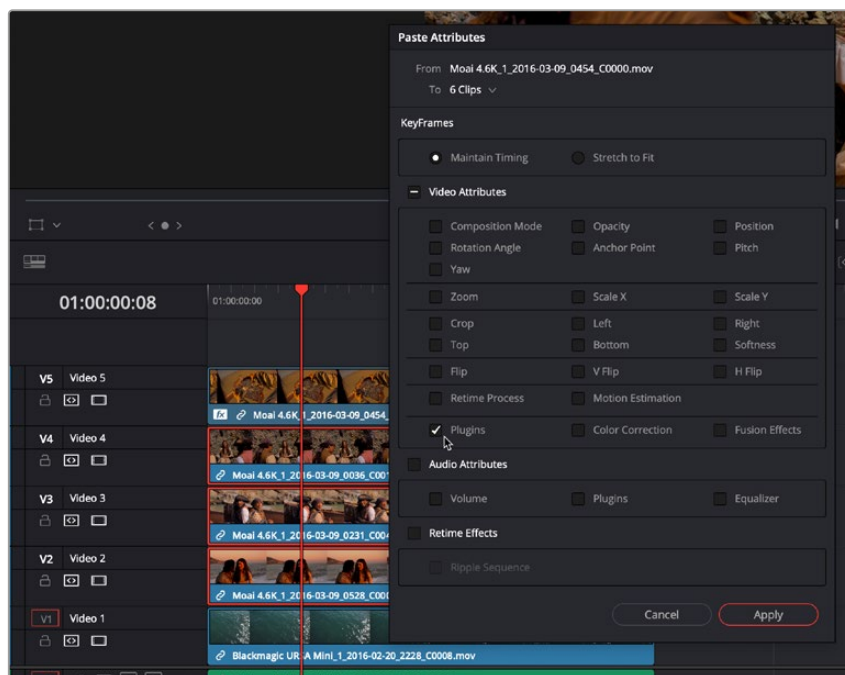 Paste Attributes
From Moai 4.6K_1_2016-03-09_0454_C0000.mov
To 6 Clips
KeyFrames
Maintain Timing Stretch to Fit
Video Attributes
Composition Mode Opacity Position
Rotation Angle Anchor Point Pitch
Yaw
Zoom Scale X Scale Y
Crop Left Right
Top Bottom Softness
Flip V Flip H Flip
Retime Process Motion Estimation
Plugins Color Correction Fusion Effects
Audio Attributes
Volume Plugins Equalizer
Retime Effects
Ripple Sequence
Cancel Apply
01:00:00:08
01:00:00:00
V5 Video 5
fx Moai 4.6K_1_2016-03-09_0454_
V4 Video 4
Moai 4.6K_1_2016-03-09_0036_C001
V3 Video 3
Moai 4.6K_1_2016-03-09_0231_C004
V2 Video 2
Moai 4.6K_1_2016-03-09_0528_C000
V1 Video 1
Blackmagic URSA Mini_1_2016-02-20_2228_C0008.mov